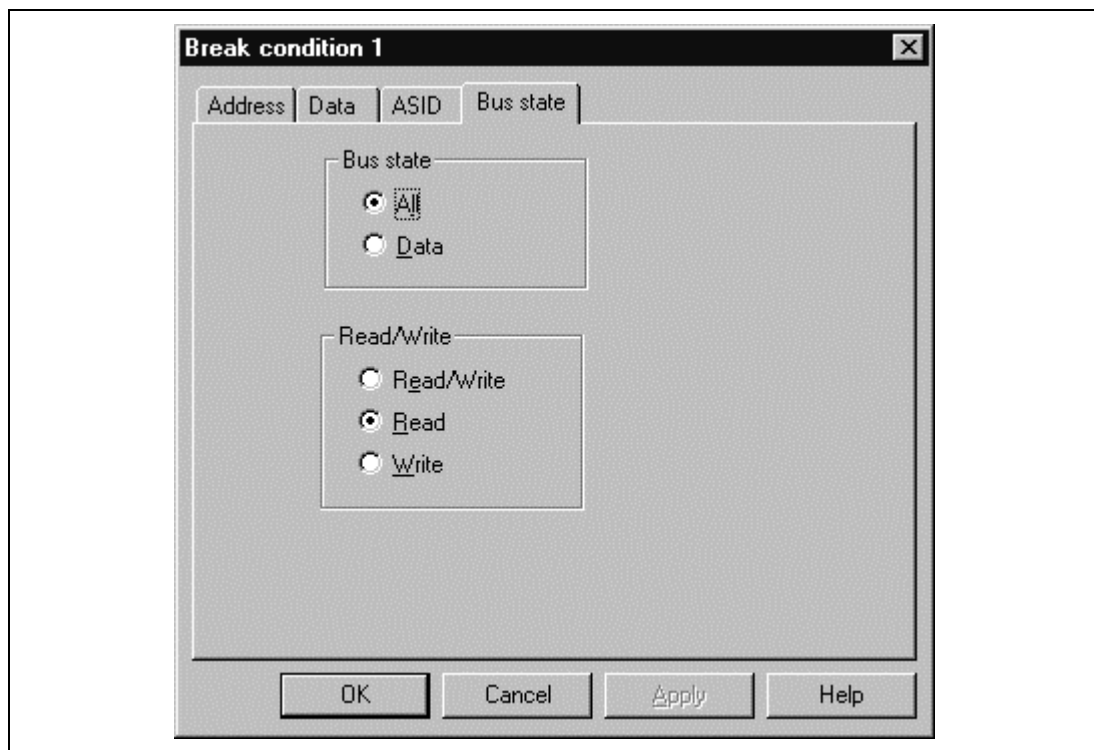 Break condition 1
Address Data ASID Bus state
Bus state
All
Data
Read/Write
Read/Write
Read
Write
OK Cancel Apply Help